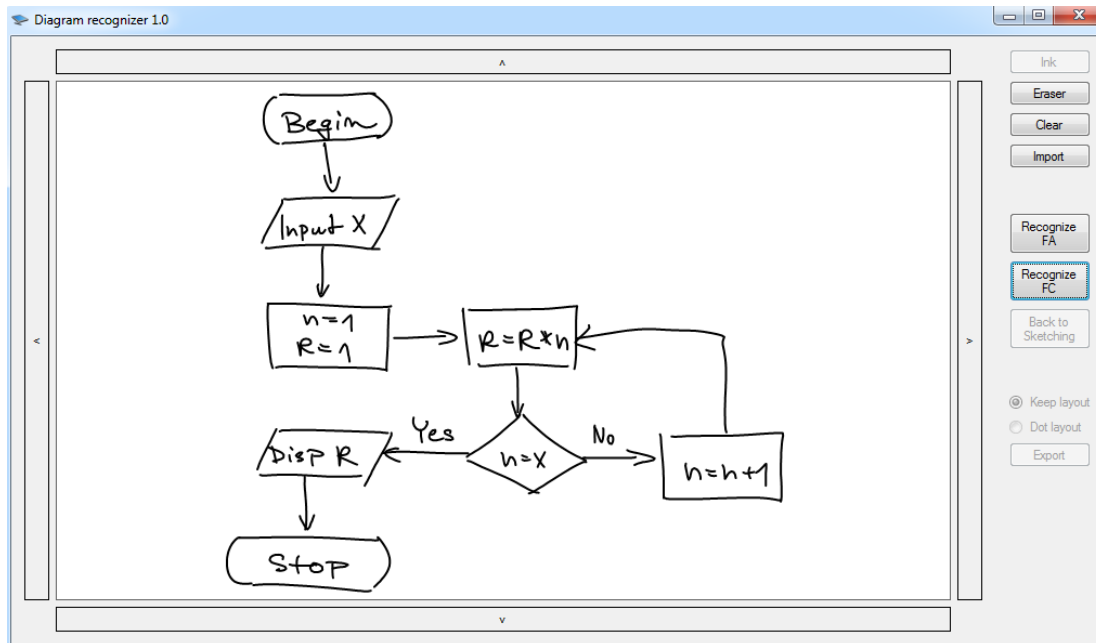 Diagram recognizer 1.0
^
Ink
Eraser
Clear
Import
Recognize
FA
Recognize
FC
Back to
Sketching
Keep layout
Dot layout
Export
<
>
v
Begin
Input X
n=1
R=1
R=R*n
n=X
Yes
No
n=n+1
Disp R
Stop